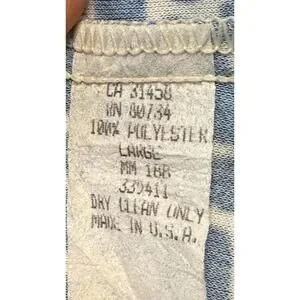 CA 31458
RN 80734
100% POLYESTER
LARGE
MM 188
339411
DRY CLEAN ONLY
MADE IN U.S.A.